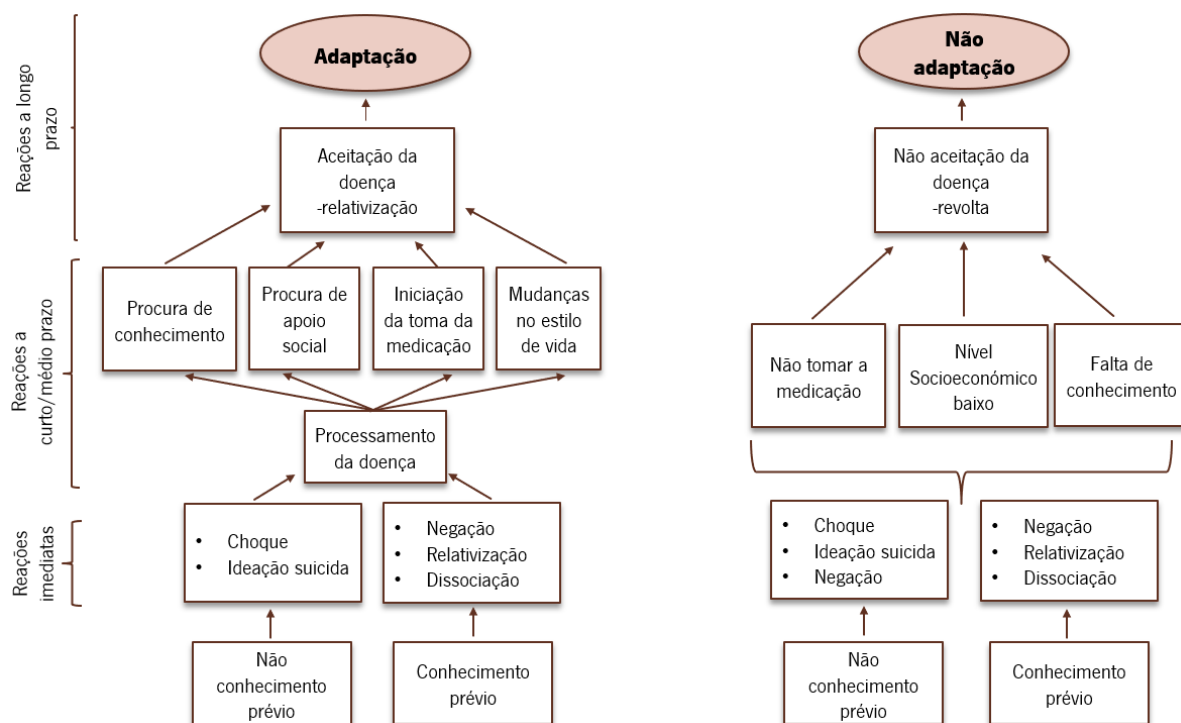 Reações a longo
prazo
Adaptação
Não
adaptação
Aceitação da
doença
-relativização
Não aceitação da
doença
-revolta
Reações a
curto/médio prazo
Procura de
conhecimento
Procura de
apoio
social
Iniciação
da toma da
medicação
Mudanças
no estilo
de vida
Não tomar a
medicação
Nível
Socioeconómico
baixo
Falta de
conhecimento
Processamento
da doença
Reações
imediatas
• Choque
• Ideação suicida
• Negação
• Relativização
• Dissociação
• Choque
• Ideação suicida
• Negação
• Negação
• Relativização
• Dissociação
Não
conhecimento
prévio
Conhecimento
prévio
Não
conhecimento
prévio
Conhecimento
prévio